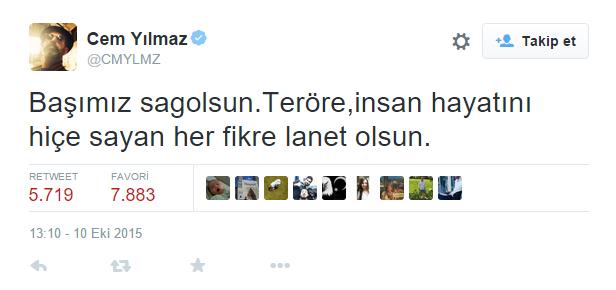 Cem Yılmaz
@CMYLMZ
Takip et
Başımız sagolsun.Teröre,insan hayatını
hiçe sayan her fikre lanet olsun.
RETWEET FAVORİ
5.719 7.883
13:10 - 10 Eki 2015